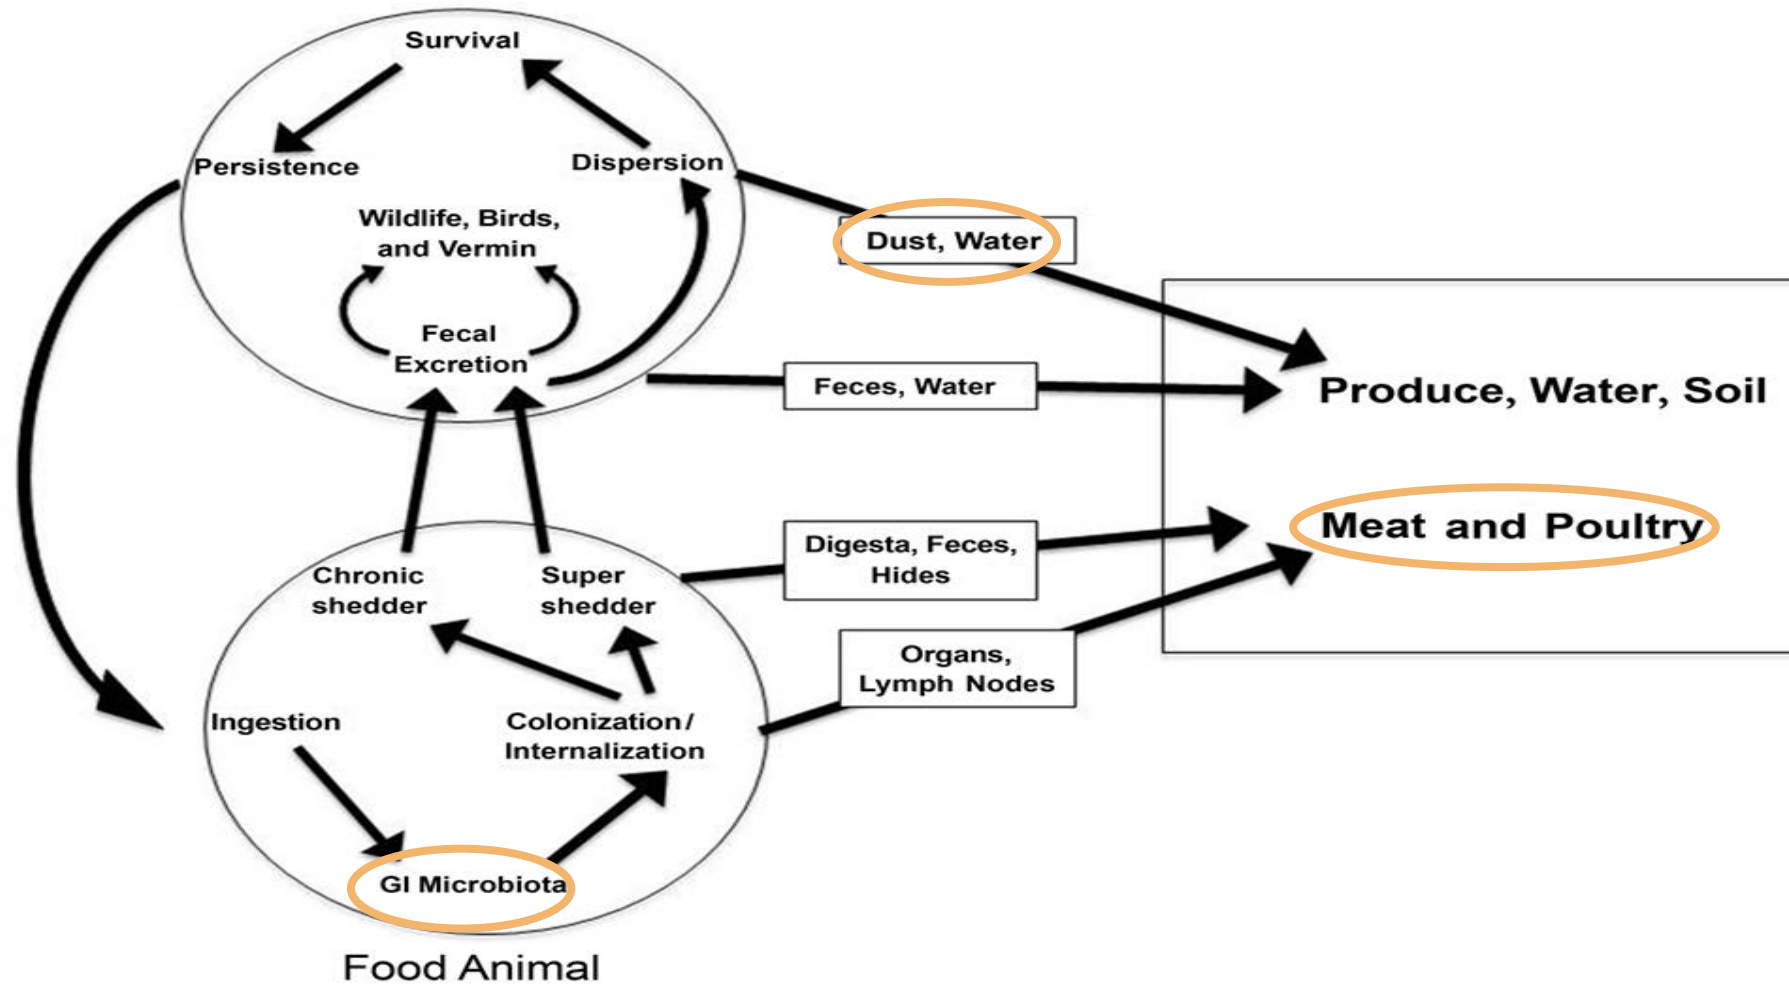 Survival
Persistence
Dispersion
Wildlife, Birds,
and Vermin
Fecal
Excretion
Dust, Water
Feces, Water
Produce, Water, Soil
Meat and Poultry
Digesta, Feces,
Hides
Organs,
Lymph Nodes
Chronic
shedder
Super
shedder
Ingestion
Colonization/
Internalization
GI Microbiota
Food Animal